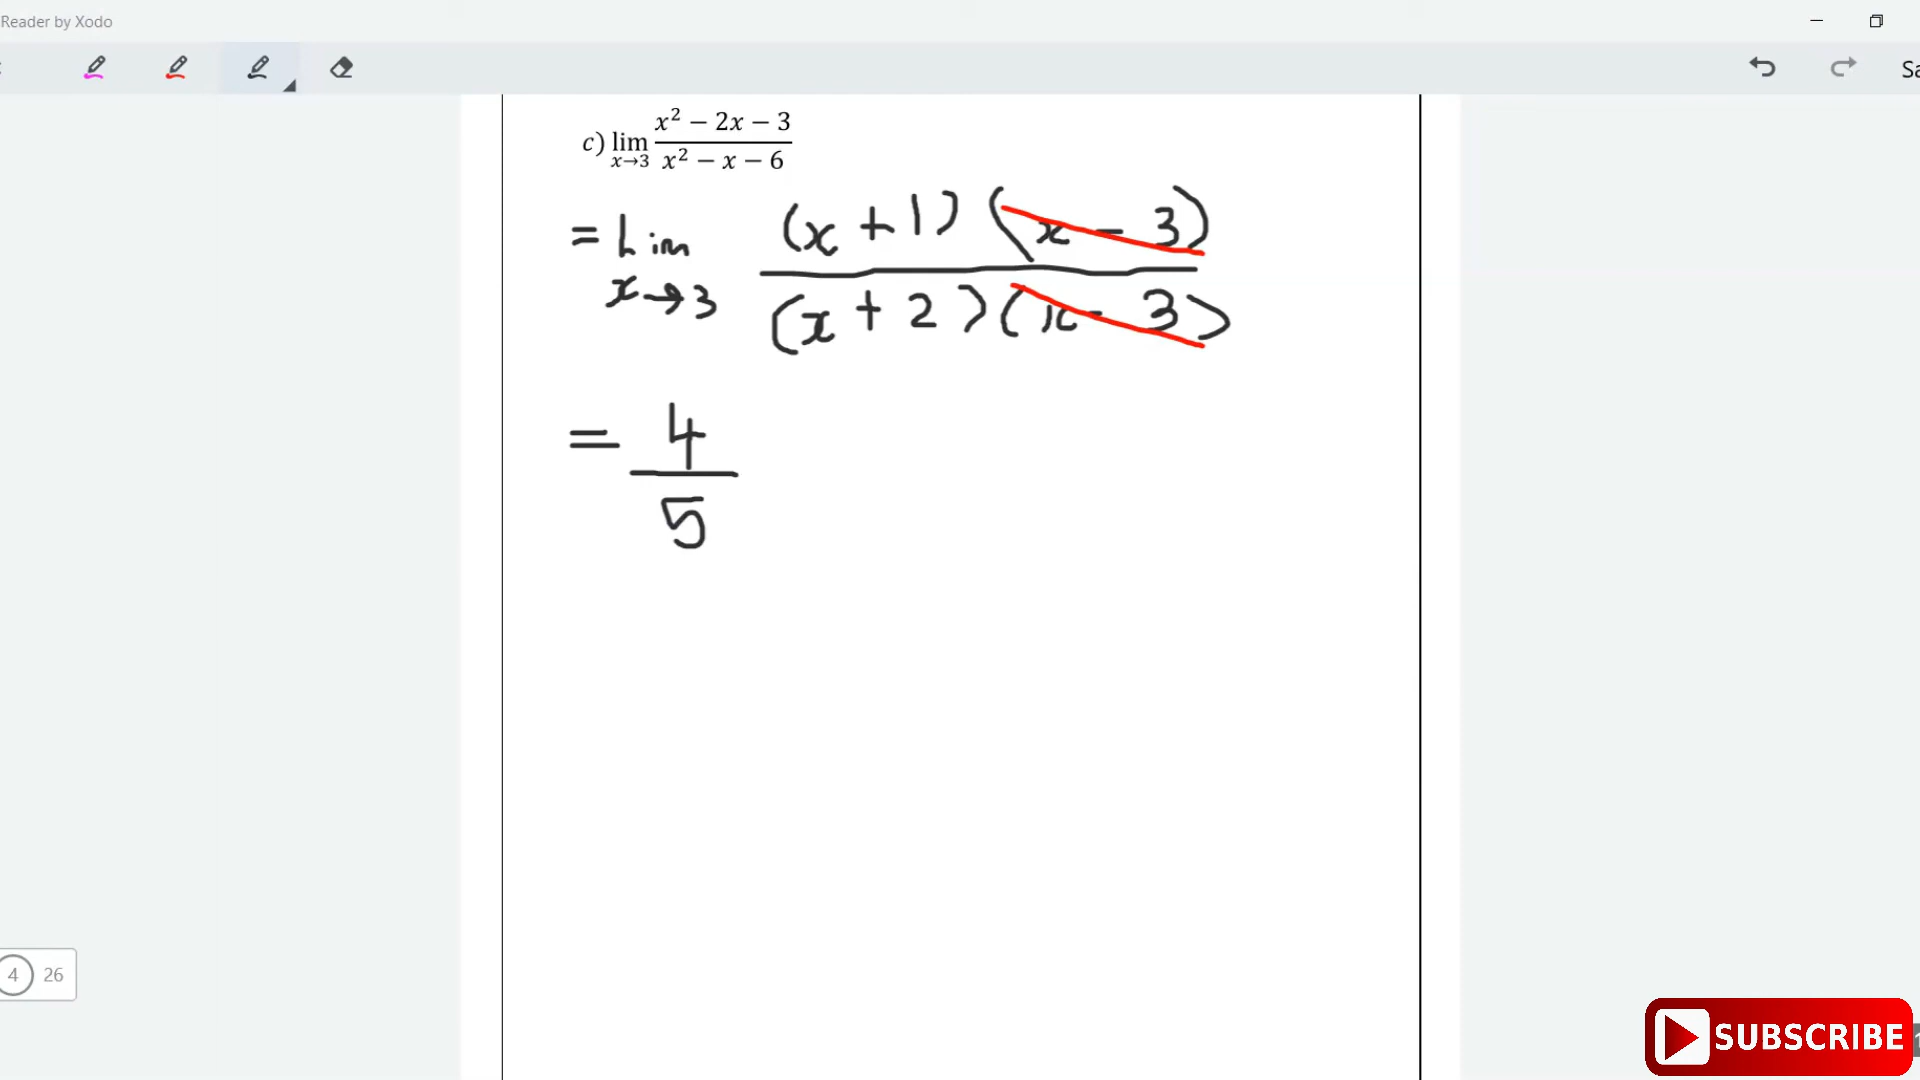 Reader by Xodo
Sa
c) lim x→3 (x² − 2x − 3)/(x² − x − 6)
= Lim x→3 (x + 1)(x − 3)/(x + 2)(x − 3)
= 4/5
4 26
SUBSCRIBE